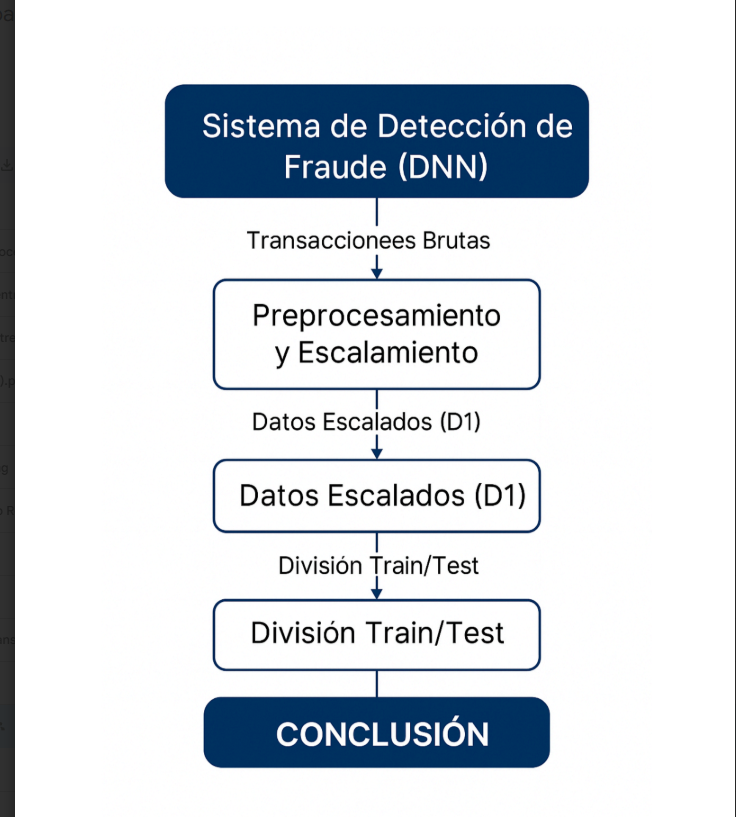 Sistema de Detección de
Fraude (DNN)
Transaccionees Brutas
Preprocesamiento
y Escalamiento
Datos Escalados (D1)
Datos Escalados (D1)
División Train/Test
División Train/Test
CONCLUSIÓN